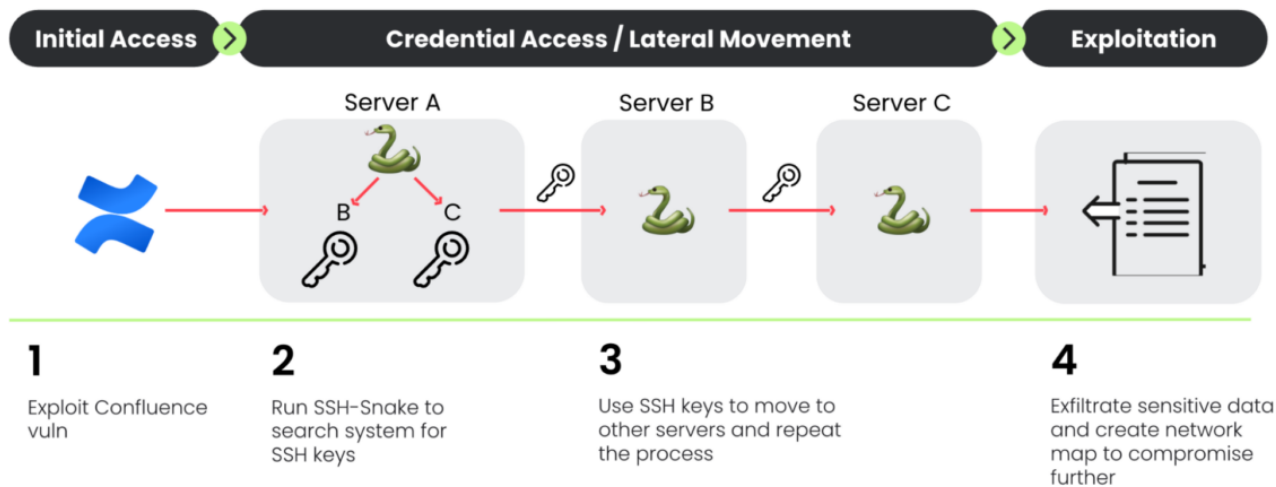 Initial Access
Credential Access / Lateral Movement
Exploitation
Server A
Server B
Server C
B
C
1
Exploit Confluence
vuln
2
Run SSH-Snake to
search system for
SSH keys
3
Use SSH keys to move to
other servers and repeat
the process
4
Exfiltrate sensitive data
and create network
map to compromise
further